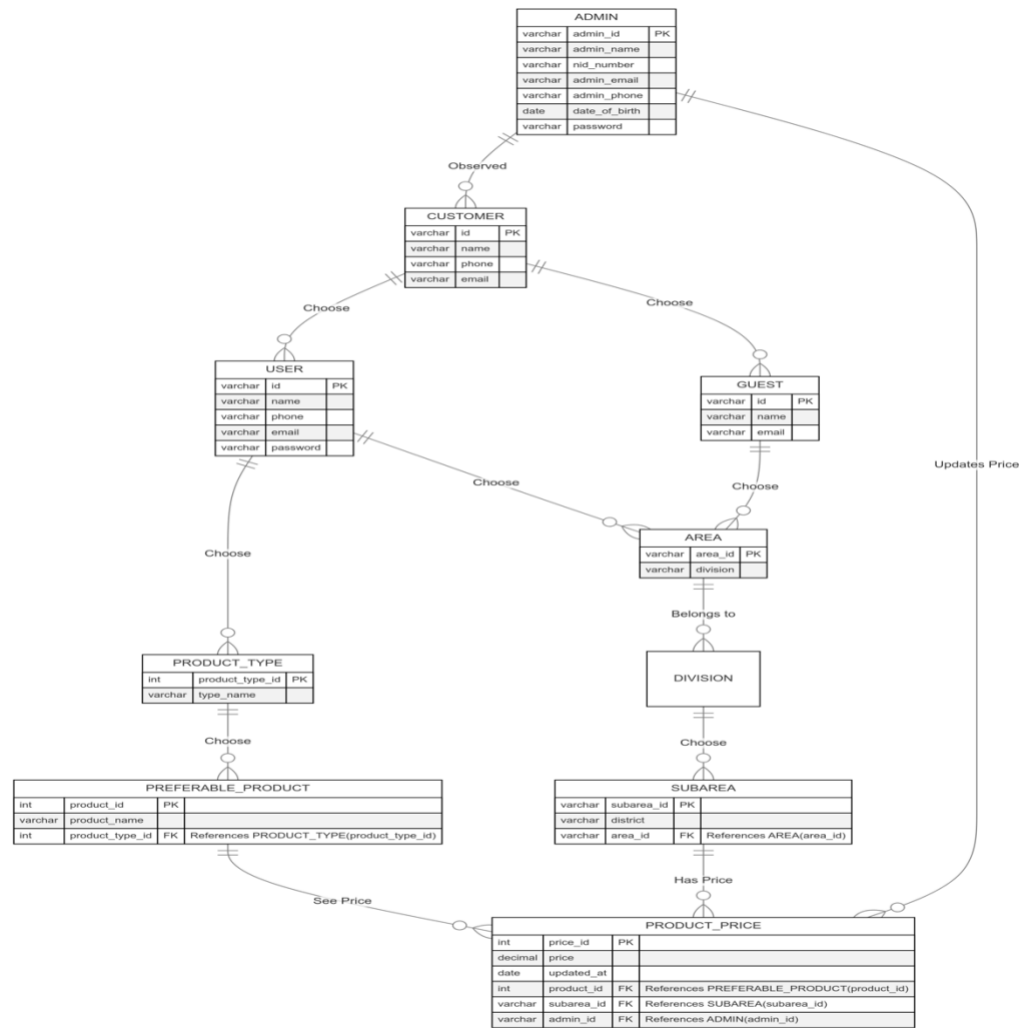 ADMIN
varchar admin_id PK
varchar admin_name
varchar nid_number
varchar admin_email
varchar admin_phone
date date_of_birth
varchar password
Observed
CUSTOMER
varchar id PK
varchar name
varchar phone
varchar email
Choose
Choose
USER
varchar id PK
varchar name
varchar phone
varchar email
varchar password
GUEST
varchar id PK
varchar name
varchar email
Updates Price
Choose
Choose
AREA
varchar area_id PK
varchar division
Choose
Belongs to
PRODUCT_TYPE
int product_type_id PK
varchar type_name
DIVISION
Choose
Choose
PREFERABLE_PRODUCT
int product_id PK
varchar product_name
int product_type_id FK References PRODUCT_TYPE(product_type_id)
SUBAREA
varchar subarea_id PK
varchar district
varchar area_id FK References AREA(area_id)
Has Price
See Price
PRODUCT_PRICE
int price_id PK
decimal price
date updated_at
int product_id FK References PREFERABLE_PRODUCT(product_id)
varchar subarea_id FK References SUBAREA(subarea_id)
varchar admin_id FK References ADMIN(admin_id)